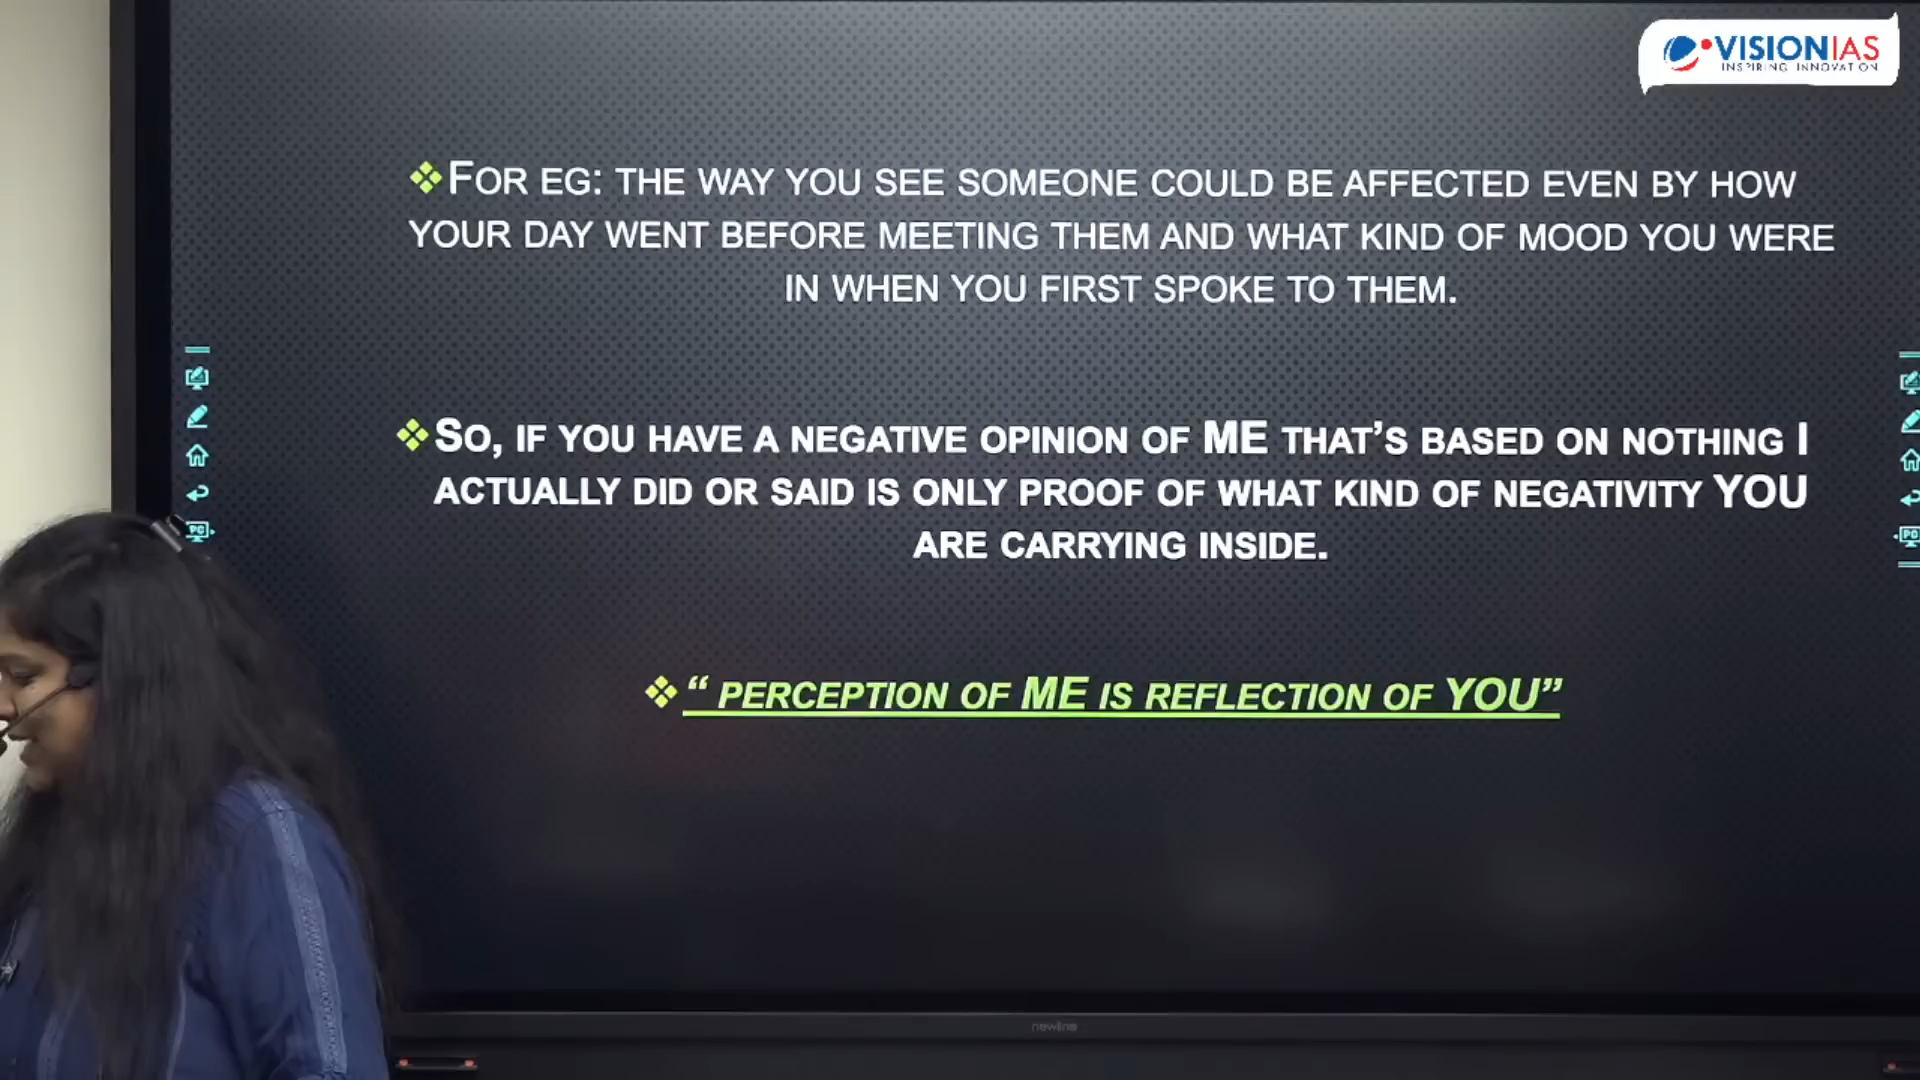 VISIONIAS
INSPIRING INNOVATION
❖FOR EG: THE WAY YOU SEE SOMEONE COULD BE AFFECTED EVEN BY HOW
YOUR DAY WENT BEFORE MEETING THEM AND WHAT KIND OF MOOD YOU WERE
IN WHEN YOU FIRST SPOKE TO THEM.
❖SO, IF YOU HAVE A NEGATIVE OPINION OF ME THAT'S BASED ON NOTHING I
ACTUALLY DID OR SAID IS ONLY PROOF OF WHAT KIND OF NEGATIVITY YOU
ARE CARRYING INSIDE.
❖“ PERCEPTION OF ME IS REFLECTION OF YOU”
PC
PC
newline